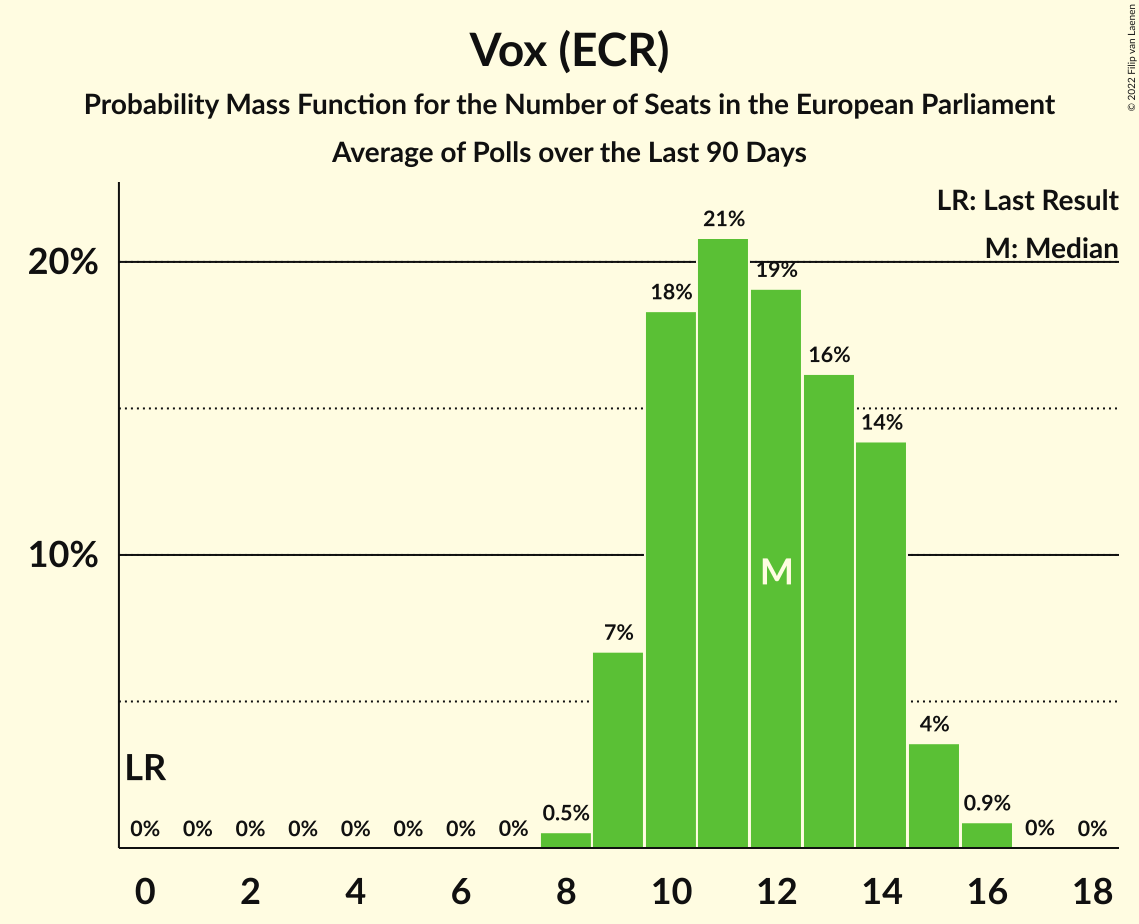 Vox (ECR)
Probability Mass Function for the Number of Seats in the European Parliament
Average of Polls over the Last 90 Days
© 2022 Filip van Laenen
LR: Last Result
M: Median
20%
10%
21%
19%
18%
16%
14%
M
7%
4%
LR
0% 0% 0% 0% 0% 0% 0% 0% 0.5% 0.9% 0% 0%
0 2 4 6 8 10 12 14 16 18